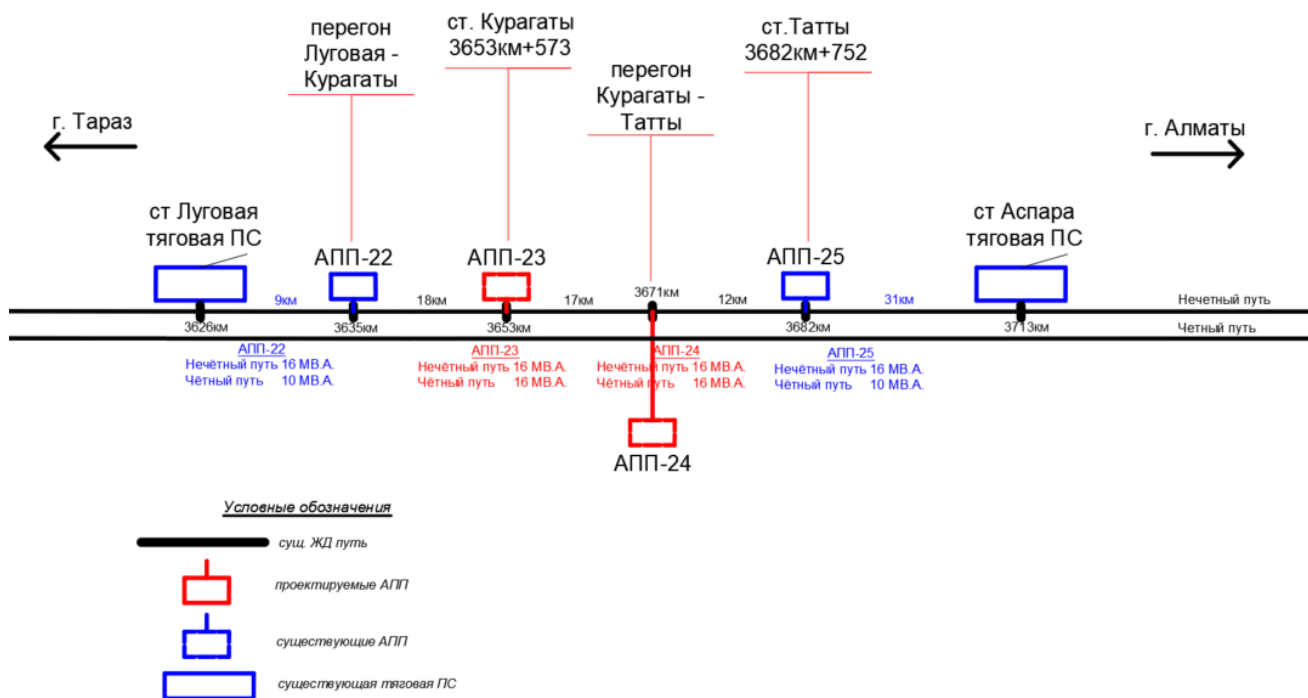 перегон
Луговая -
Курагаты
ст. Курагаты
3653км+573
перегон
Курагаты -
Татты
ст.Татты
3682км+752
г. Тараз
г. Алматы
ст Луговая
тяговая ПС
АПП-22
АПП-23
АПП-25
ст Аспара
тяговая ПС
9км
18км
17км
3671км
12км
31км
Нечетный путь
3626км
3635км
3653км
3682км
3713км
Четный путь
АПП-22
Нечётный путь 16 МВ.А.
Чётный путь 10 МВ.А.
АПП-23
Нечётный путь 16 МВ.А.
Чётный путь 16 МВ.А.
АПП-24
Нечётный путь 16 МВ.А.
Чётный путь 16 МВ.А.
АПП-25
Нечётный путь 16 МВ.А.
Чётный путь 10 МВ.А.
АПП-24
Условные обозначения
сущ. ЖД путь
проектируемые АПП
существующие АПП
существующая тяговая ПС